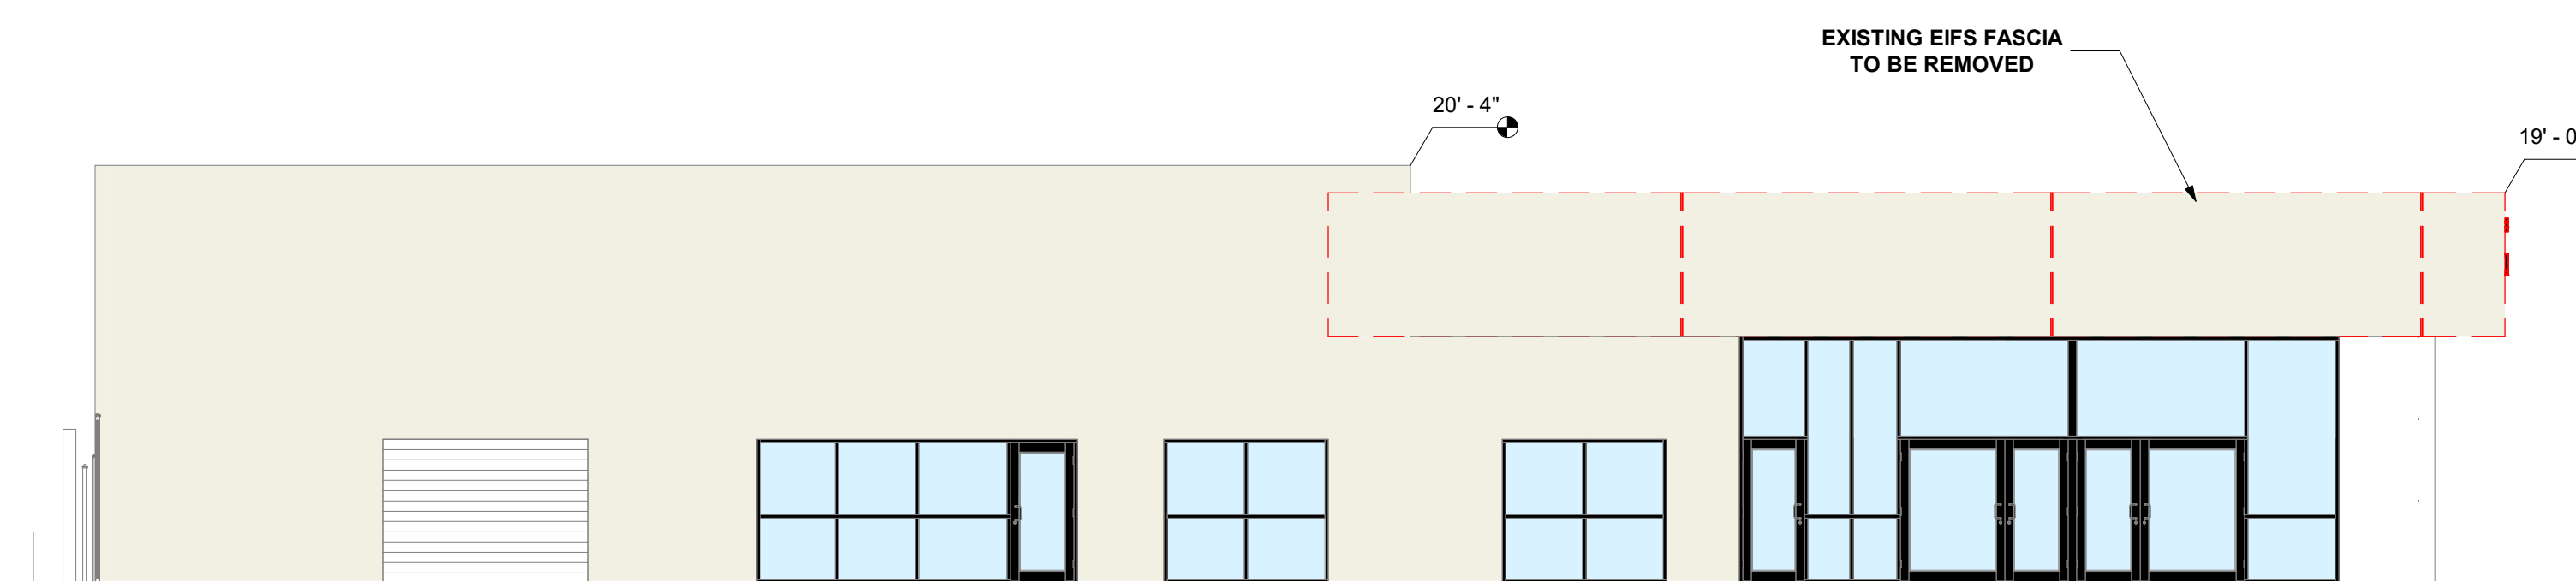 EXISTING EIFS FASCIA
TO BE REMOVED
20' - 4"
19' - 0